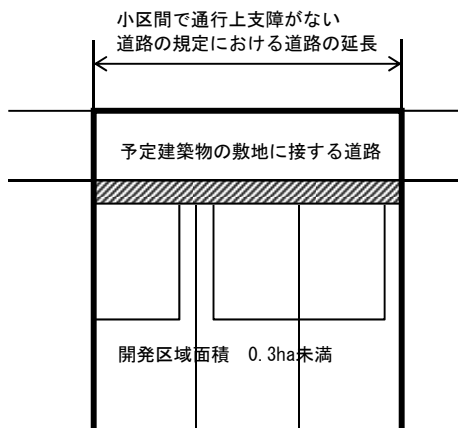 小区間で通行上支障がない
道路の規定における道路の延長
予定建築物の敷地に接する道路
開発区域面積　0.3ha未満